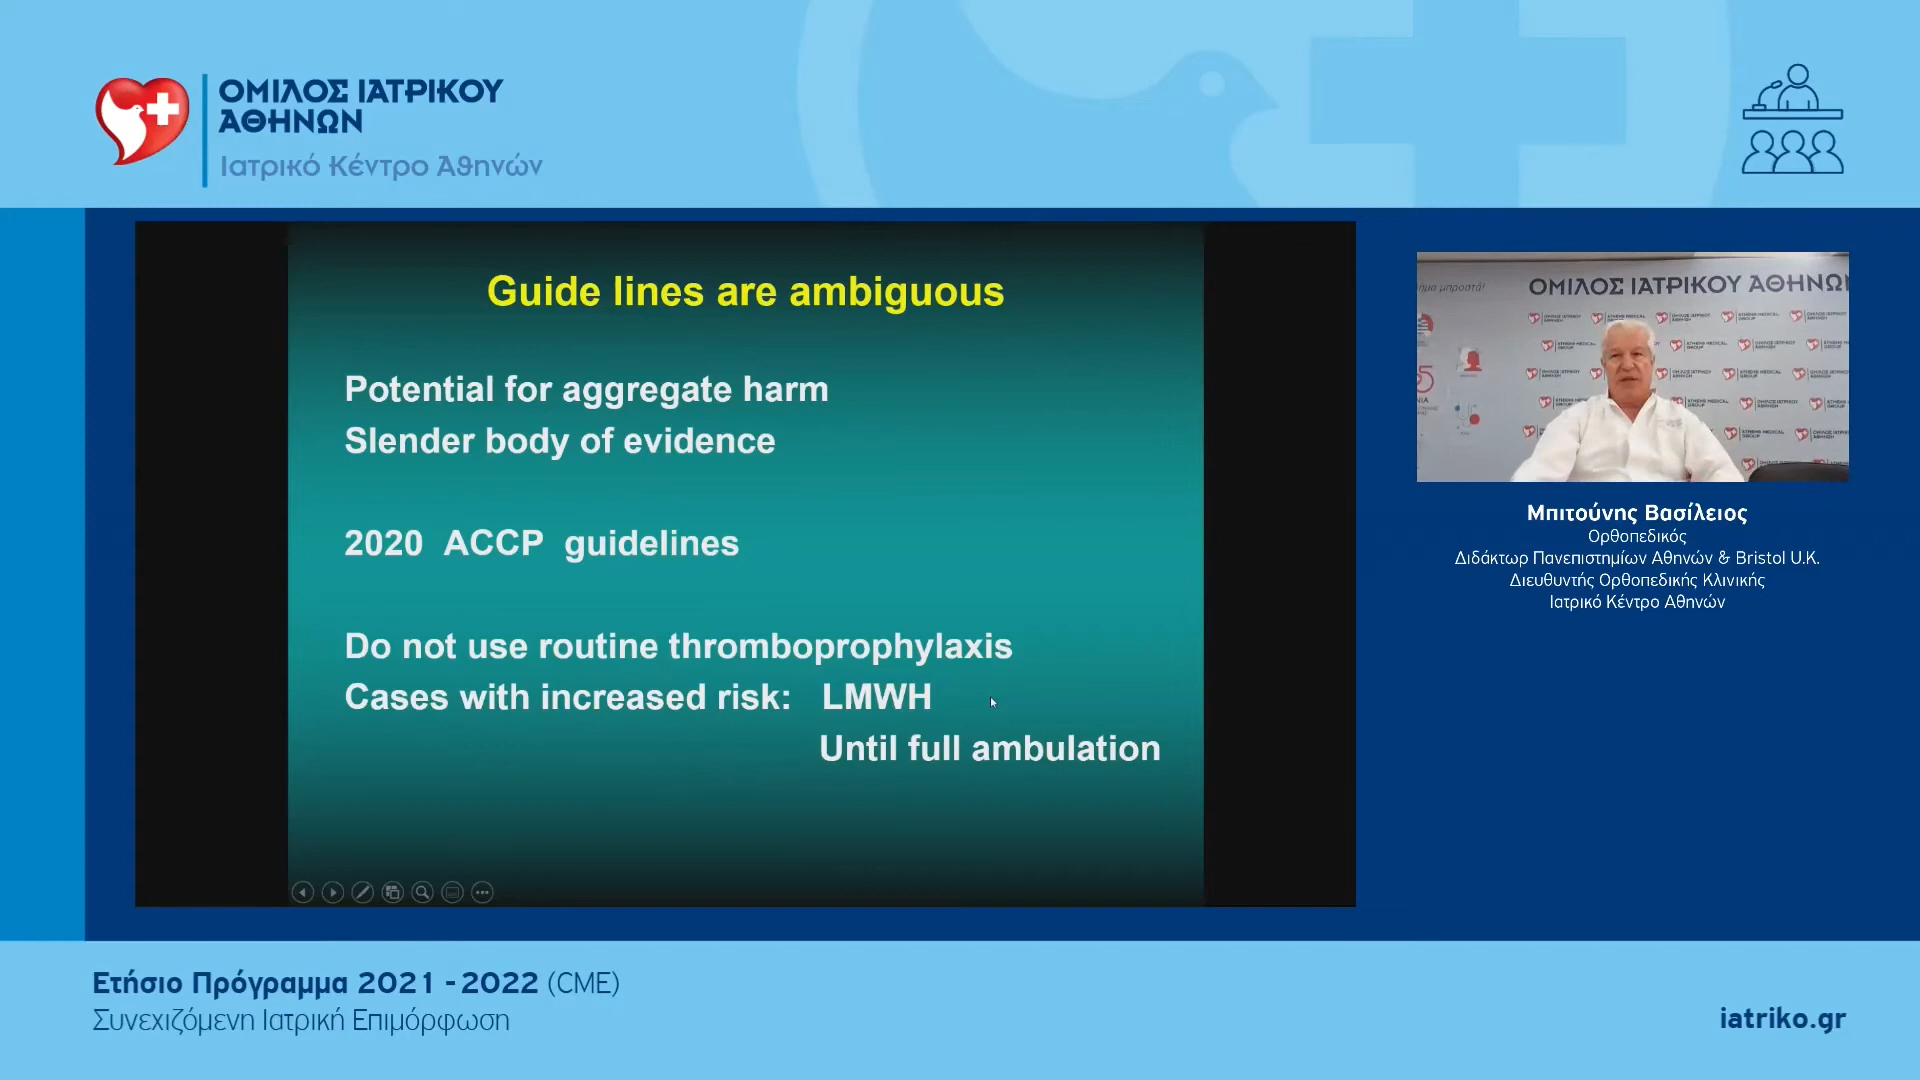 ΟΜΙΛΟΣ ΙΑΤΡΙΚΟΥ
ΑΘΗΝΩΝ
Ιατρικό Κέντρο Αθηνών
Guide lines are ambiguous
Potential for aggregate harm
Slender body of evidence
2020 ACCP guidelines
Do not use routine thromboprophylaxis
Cases with increased risk: LMWH
Until full ambulation
ΟΜΙΛΟΣ ΙΑΤΡΙΚΟΥ ΑΘΗΝΩΝ
Μπιτούνης Βασίλειος
Ορθοπεδικός
Διδάκτωρ Πανεπιστημίων Αθηνών & Bristol U.K.
Διευθυντής Ορθοπεδικής Κλινικής
Ιατρικό Κέντρο Αθηνών
Ετήσιο Πρόγραμμα 2021 - 2022 (CME)
Συνεχιζόμενη Ιατρική Επιμόρφωση
iatriko.gr